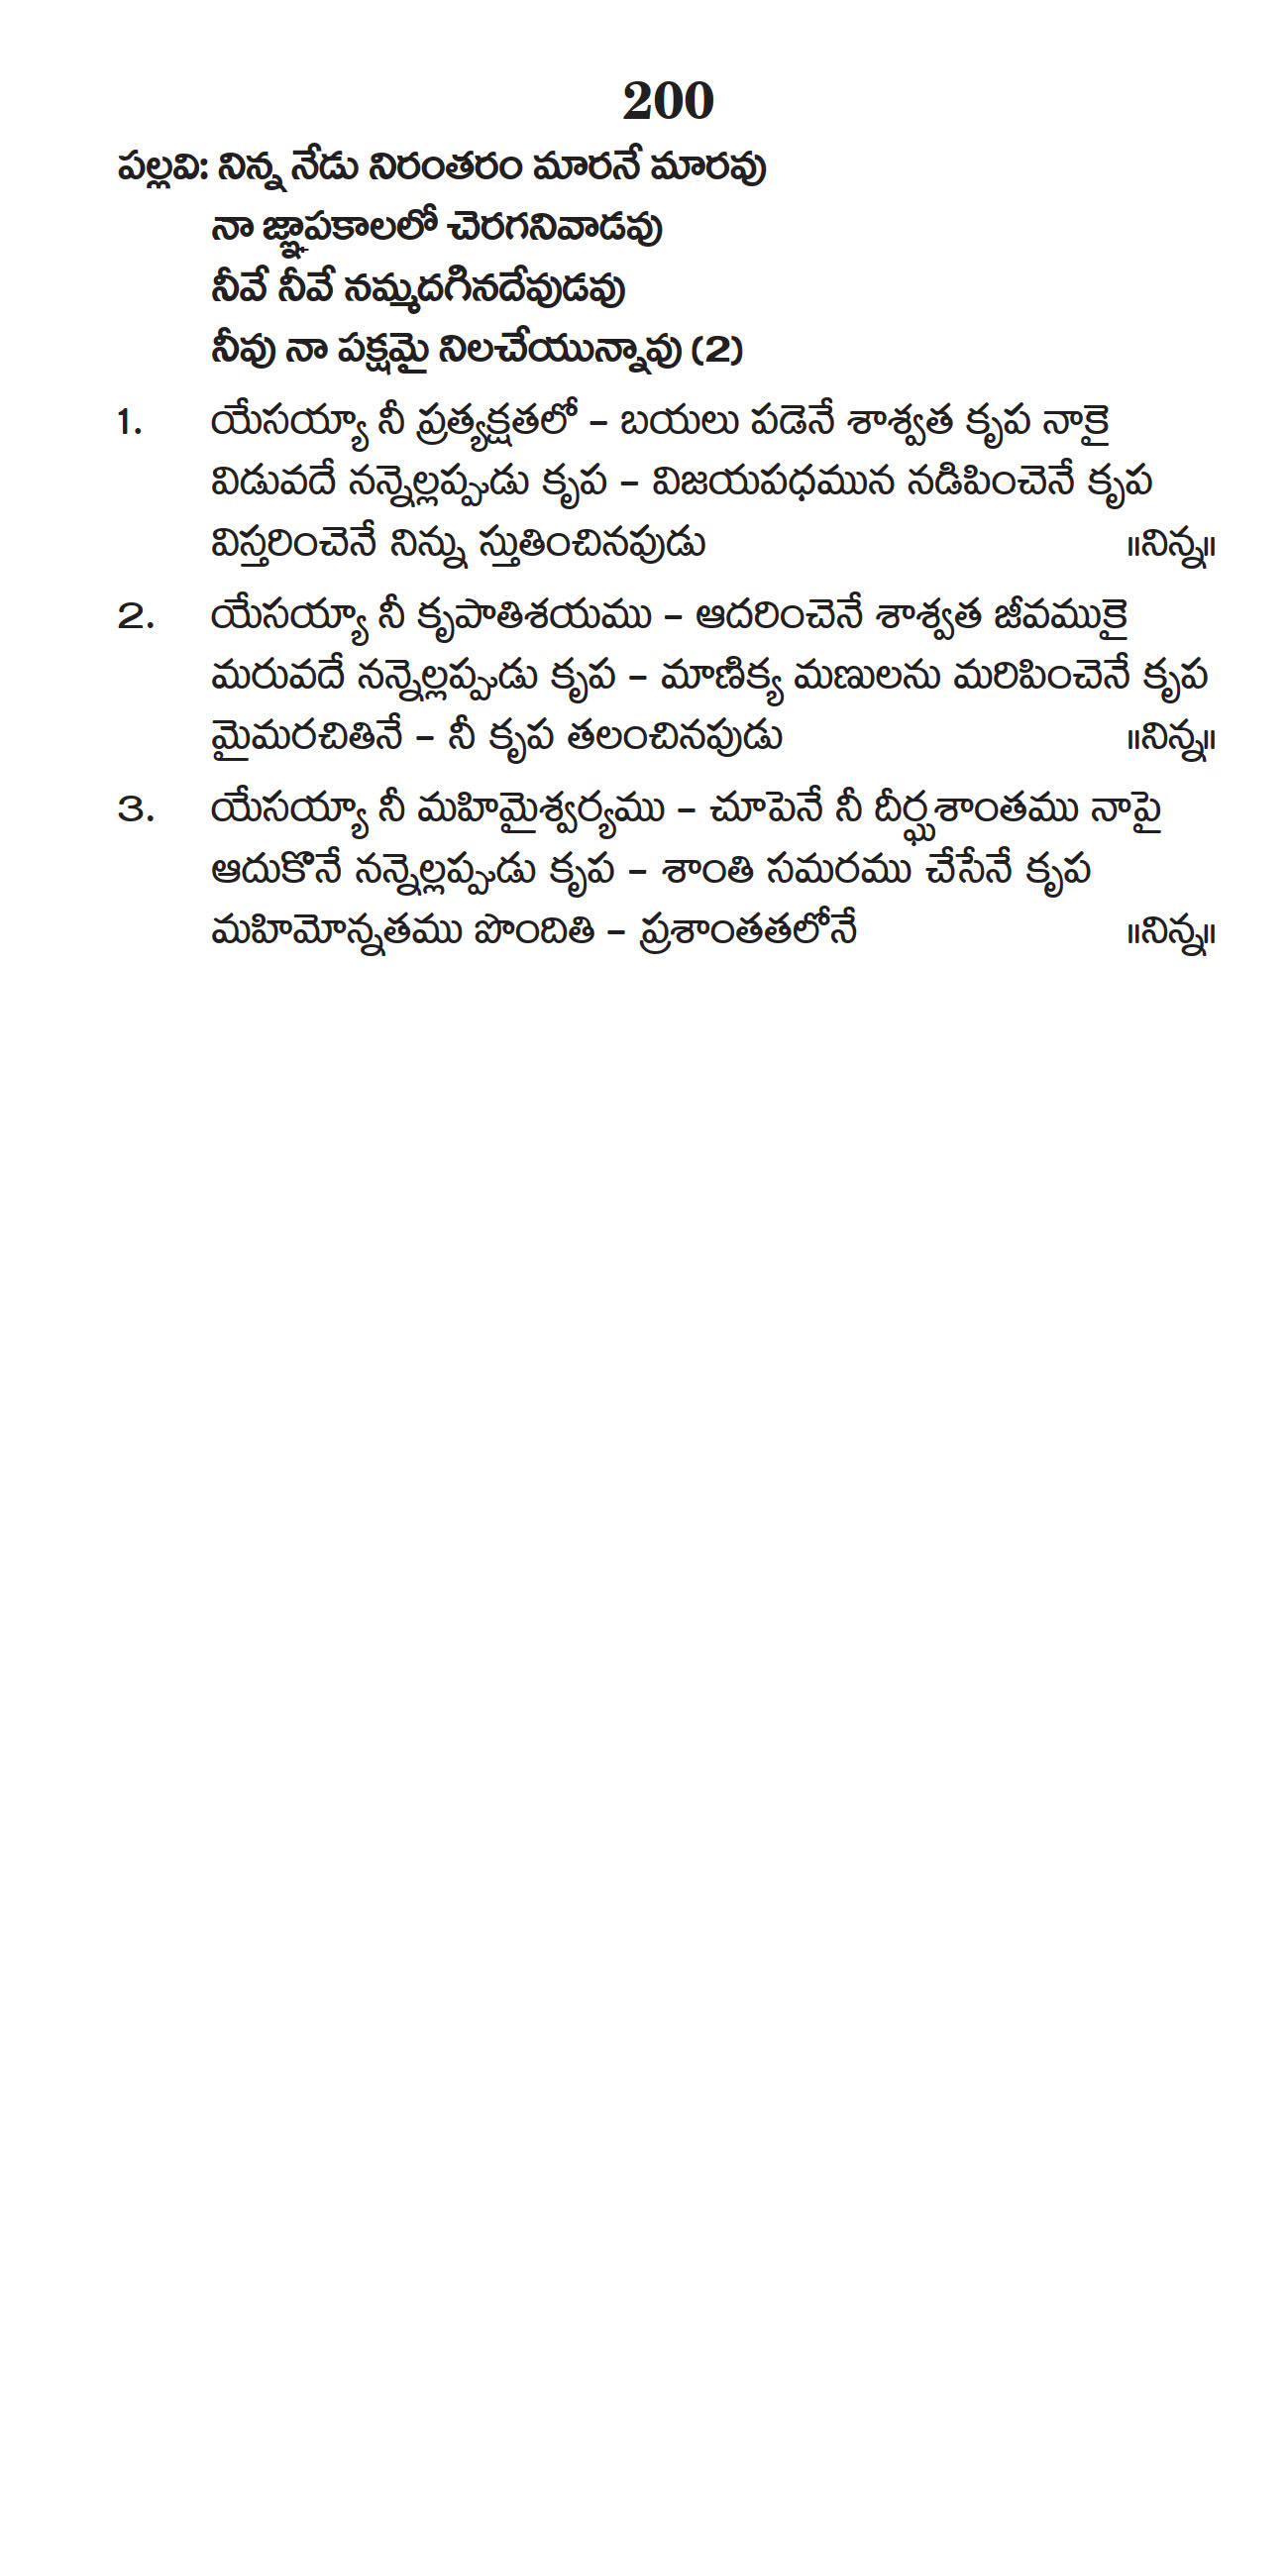 200
పల్లవి: నిన్న నేడు నిరంతరం మారనే మారవు
నా జ్ఞాపకాలలో చెరగనివాడవు
నీవే నీవే నమ్మదగినదేవుడవు
నీవు నా పక్షమై నిలచేయున్నావు (2)
1. యేసయ్యా నీ ప్రత్యక్షతలో – బయలు పడెనే శాశ్వత కృప నాకై
విడువదే నన్నెల్లప్పుడు కృప – విజయపధమున నడిపించెనే కృప
విస్తరించెనే నిన్ను స్తుతించినపుడు ॥నిన్న॥
2. యేసయ్యా నీ కృపాతిశయము – ఆదరించెనే శాశ్వత జీవముకై
మరువదే నన్నెల్లప్పుడు కృప – మాణిక్య మణులను మరిపించెనే కృప
మైమరచితినే – నీ కృప తలంచినపుడు ॥నిన్న॥
3. యేసయ్యా నీ మహిమైశ్వర్యము – చూపెనే నీ దీర్ఘశాంతము నాపై
ఆదుకొనే నన్నెల్లప్పుడు కృప – శాంతి సమరము చేసేనే కృప
మహిమోన్నతము పొందితి – ప్రశాంతతలోనే ॥నిన్న॥